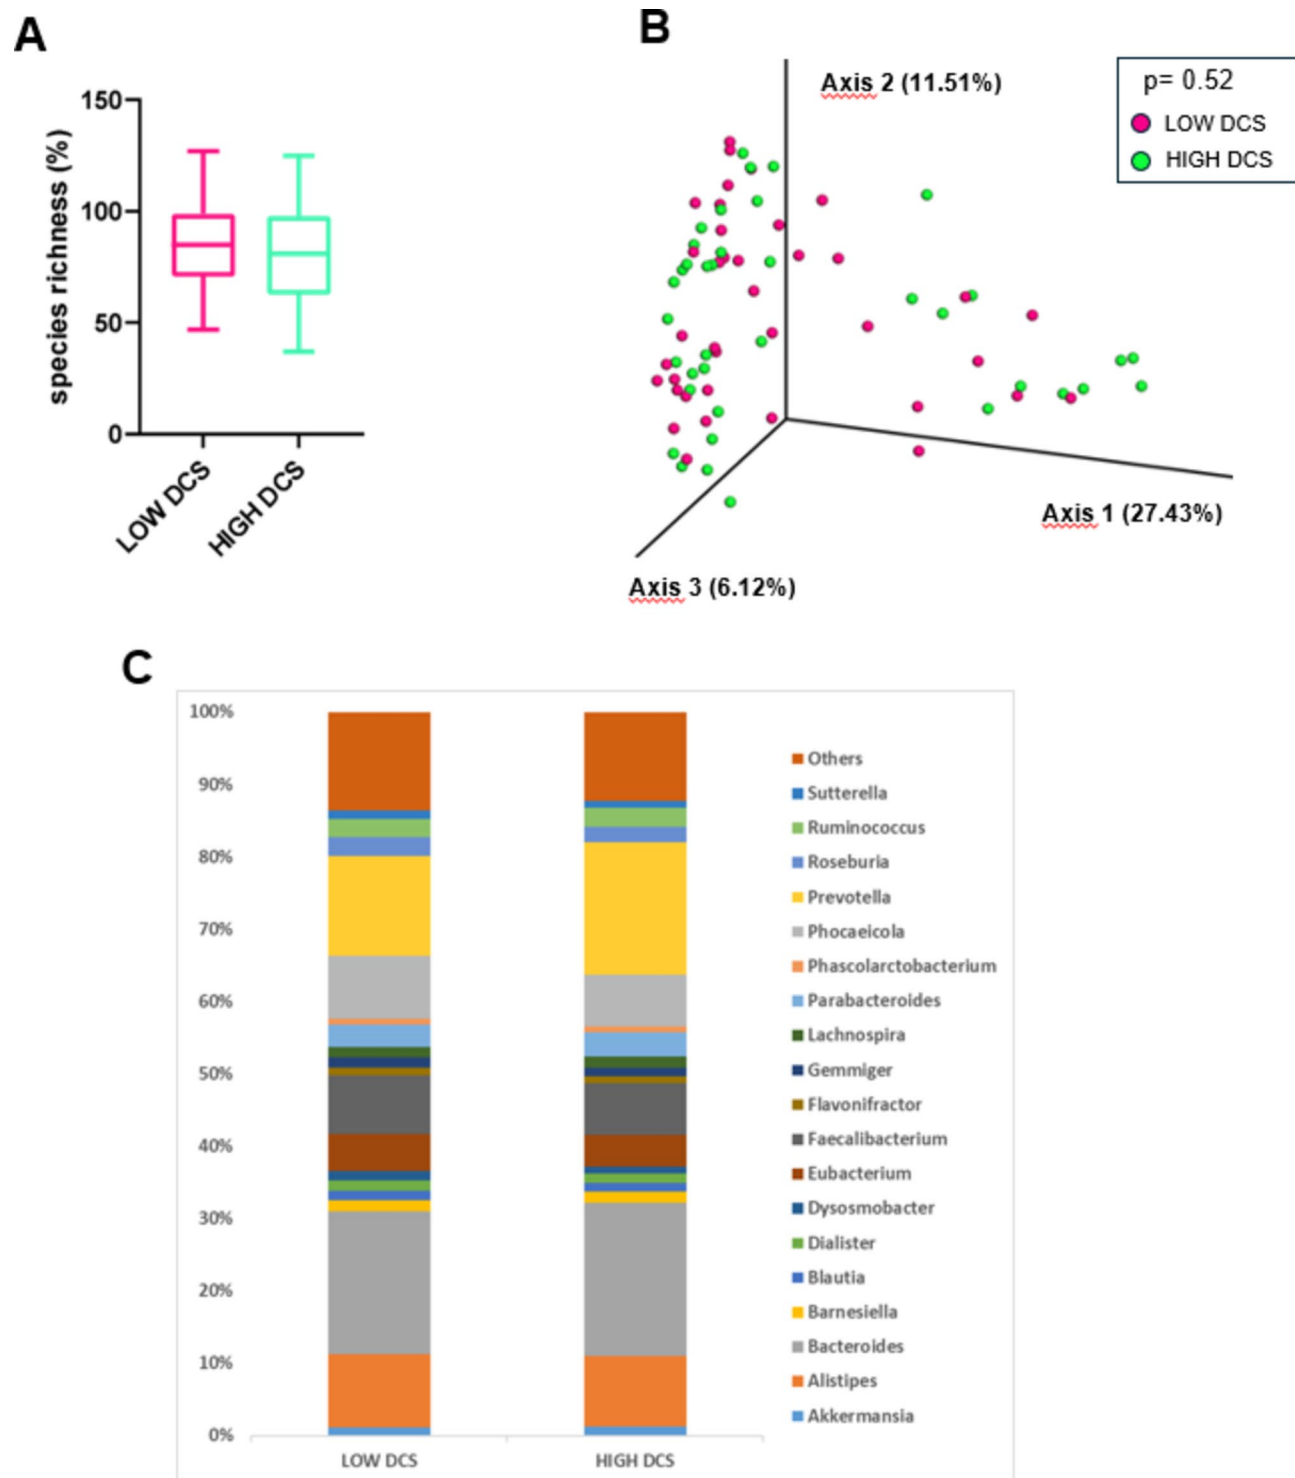 A
B
150
100
50
0
species richness (%)
LOW DCS
HIGH DCS
Axis 2 (11.51%)
p= 0.52
LOW DCS
HIGH DCS
Axis 1 (27.43%)
Axis 3 (6.12%)
C
100%
90%
80%
70%
60%
50%
40%
30%
20%
10%
0%
LOW DCS
HIGH DCS
Others
Sutterella
Ruminococcus
Roseburia
Prevotella
Phocaeicola
Phascolarctobacterium
Parabacteroides
Lachnospira
Gemmiger
Flavonifractor
Faecalibacterium
Eubacterium
Dysosmobacter
Dialister
Blautia
Barnesiella
Bacteroides
Alistipes
Akkermansia